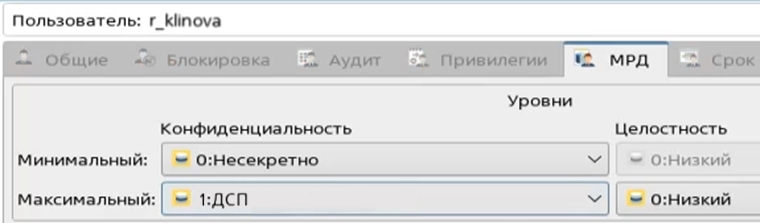 Пользователь: r_klinova
Общие Блокировка Аудит Привилегии МРД Срок
Уровни
Конфиденциальность Целостность
Минимальный: 0:Несекретно 0:Низкий
Максимальный: 1:ДСП 0:Низкий